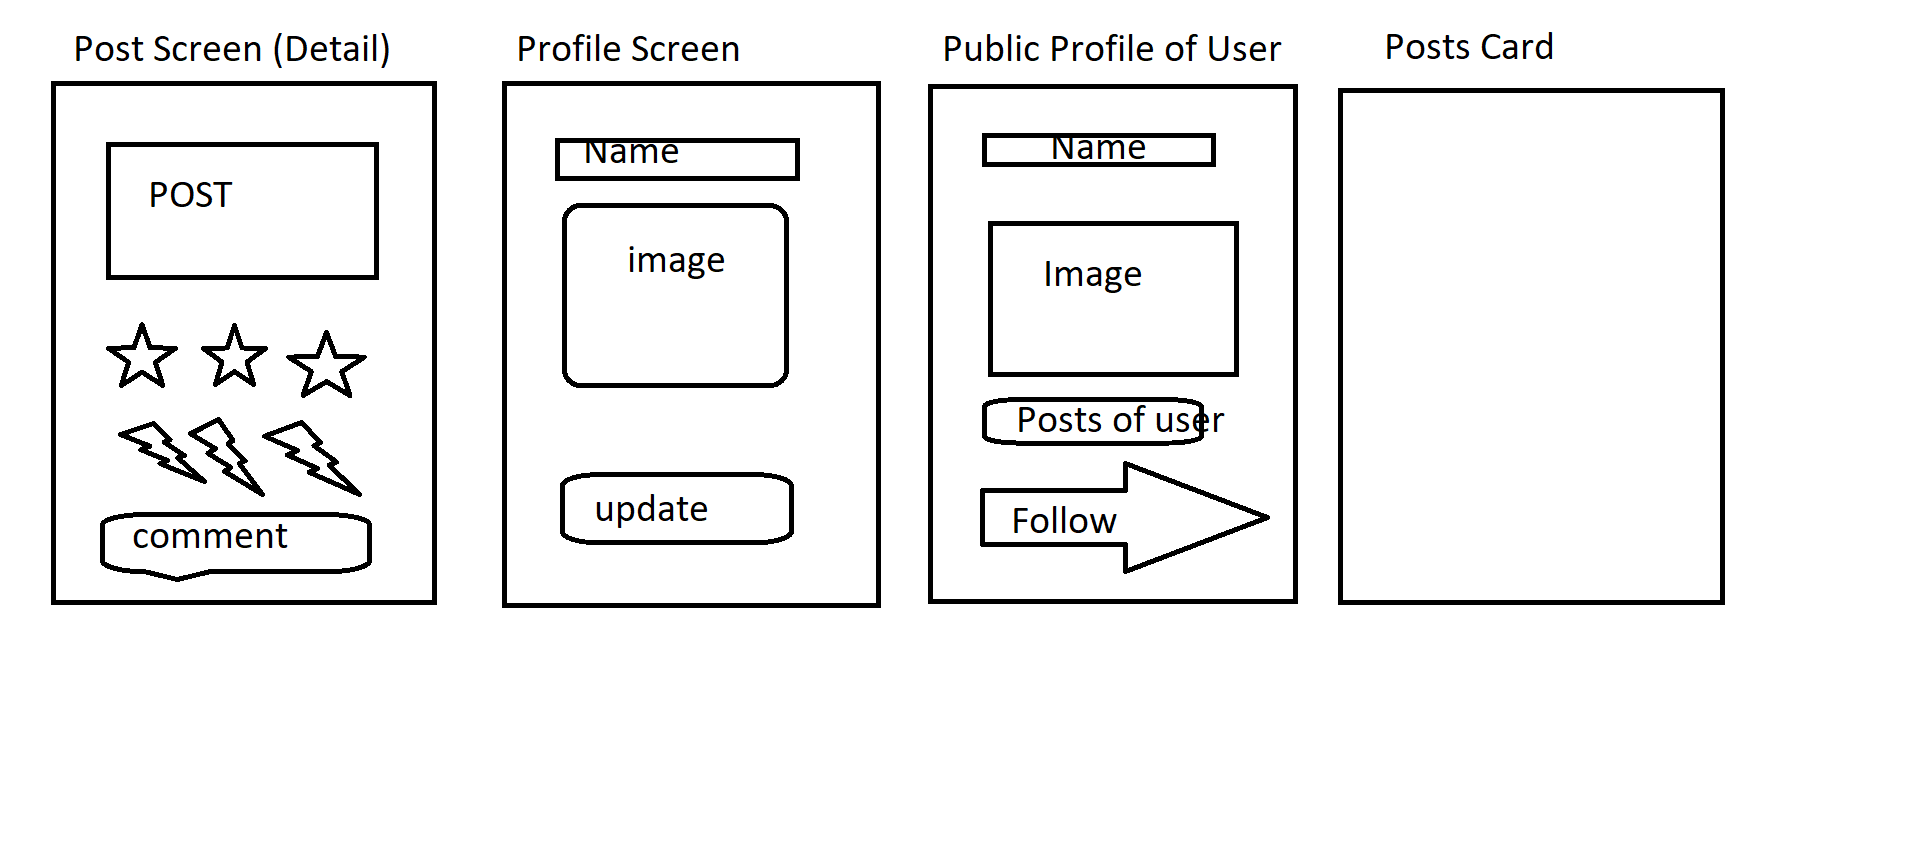 Post Screen (Detail)
POST
comment
Profile Screen
Name
image
update
Public Profile of User
Name
Image
Posts of user
Follow
Posts Card